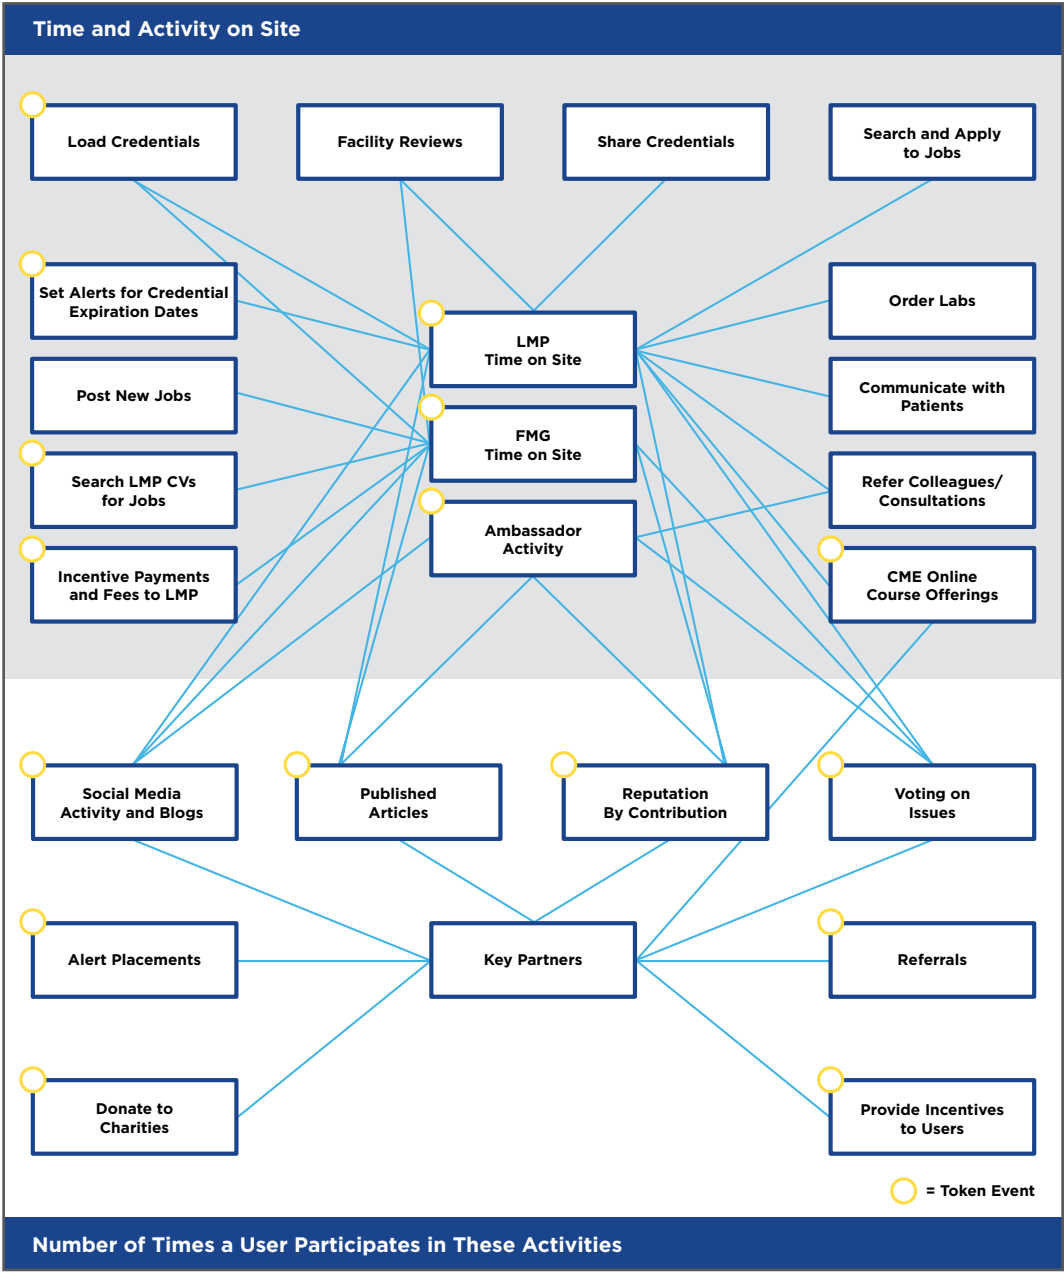 Time and Activity on Site
Load Credentials
Facility Reviews
Share Credentials
Search and Apply
to Jobs
Set Alerts for Credential
Expiration Dates
Order Labs
LMP
Time on Site
Post New Jobs
Communicate with
Patients
FMG
Time on Site
Search LMP CVs
for Jobs
Refer Colleagues/
Consultations
Ambassador
Activity
Incentive Payments
and Fees to LMP
CME Online
Course Offerings
Social Media
Activity and Blogs
Published
Articles
Reputation
By Contribution
Voting on
Issues
Alert Placements
Key Partners
Referrals
Donate to
Charities
Provide Incentives
to Users
= Token Event
Number of Times a User Participates in These Activities